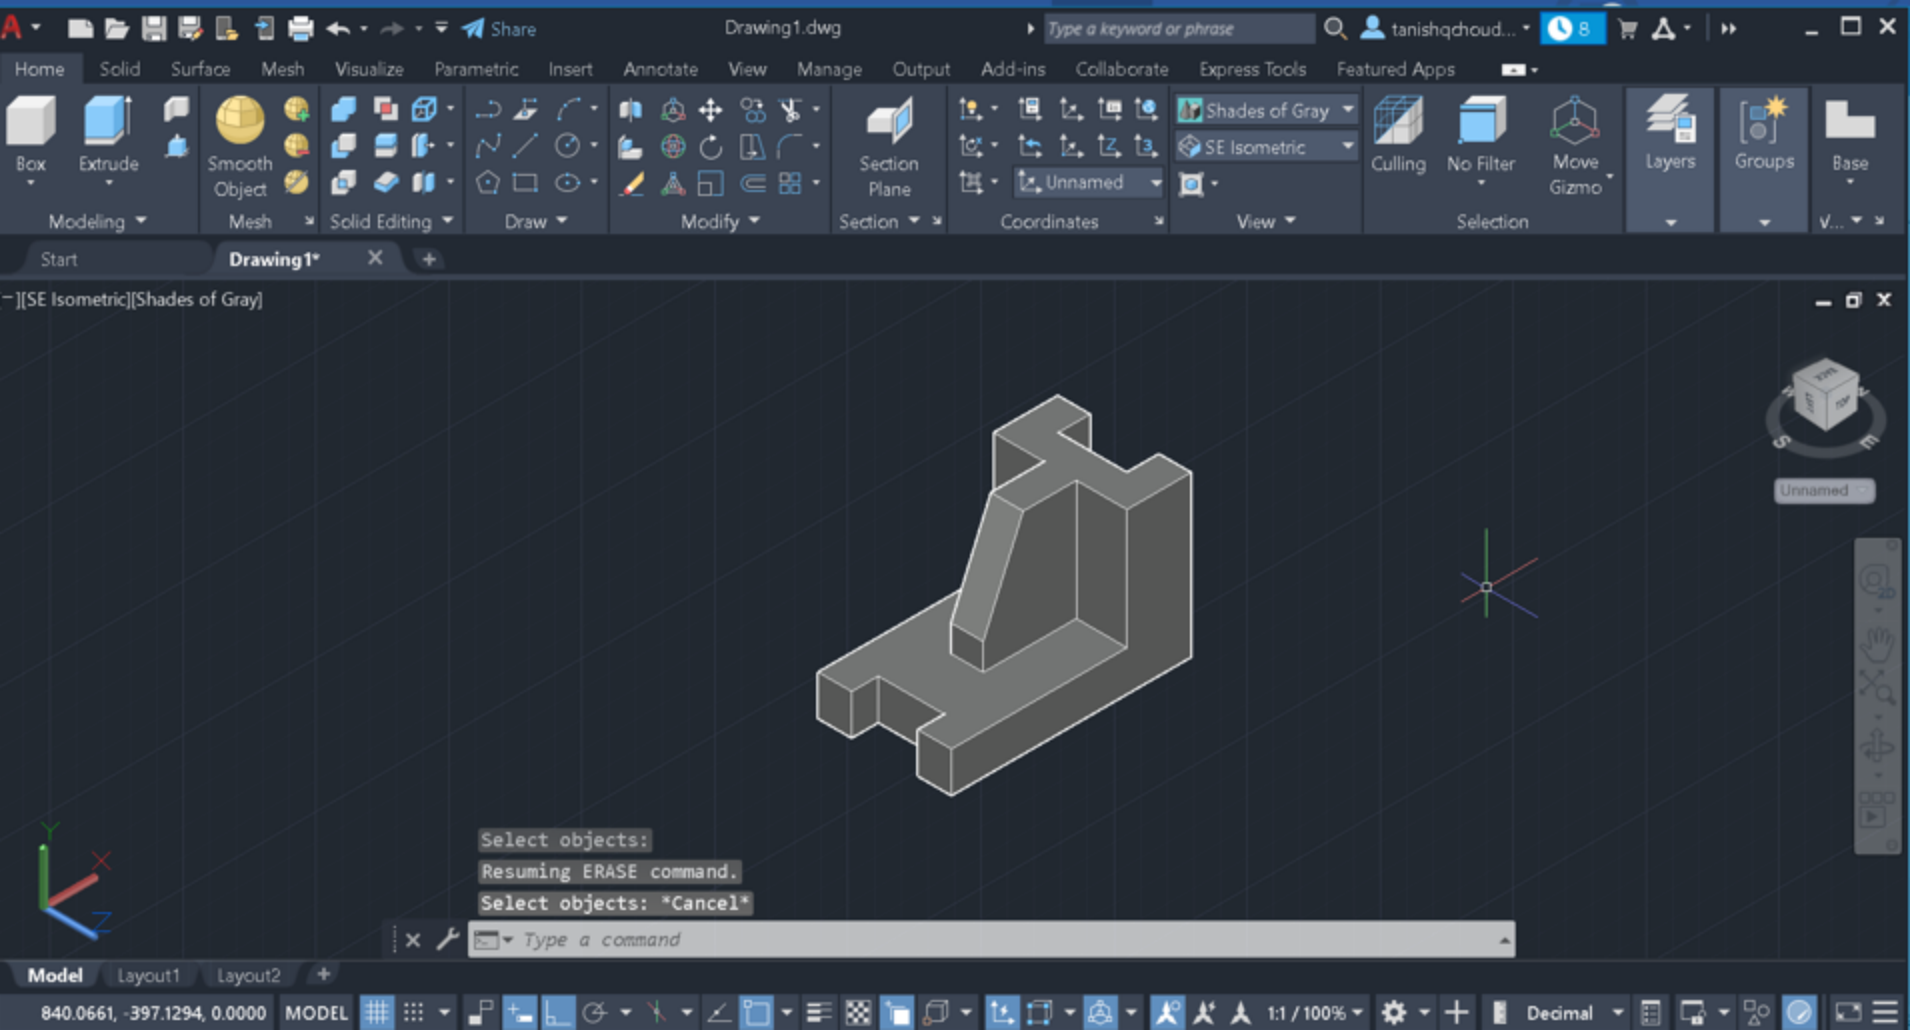 Share
Drawing1.dwg
Type a keyword or phrase
tanishqchoud...
8
Home Solid Surface Mesh Visualize Parametric Insert Annotate View Manage Output Add-ins Collaborate Express Tools Featured Apps
Box
Extrude
Smooth Object
Section Plane
Unnamed
Shades of Gray
SE Isometric
Culling
No Filter
Move Gizmo
Layers
Groups
Base
Modeling
Mesh
Solid Editing
Draw
Modify
Section
Coordinates
View
Selection
V...
Start
Drawing1*
[−][SE Isometric][Shades of Gray]
BACK
LEFT
TOP
S
E
Unnamed
2D
Y
X
Z
Select objects:
Resuming ERASE command.
Select objects: *Cancel*
Type a command
Model Layout1 Layout2
840.0661, -397.1294, 0.0000 MODEL
1:1 / 100%
Decimal